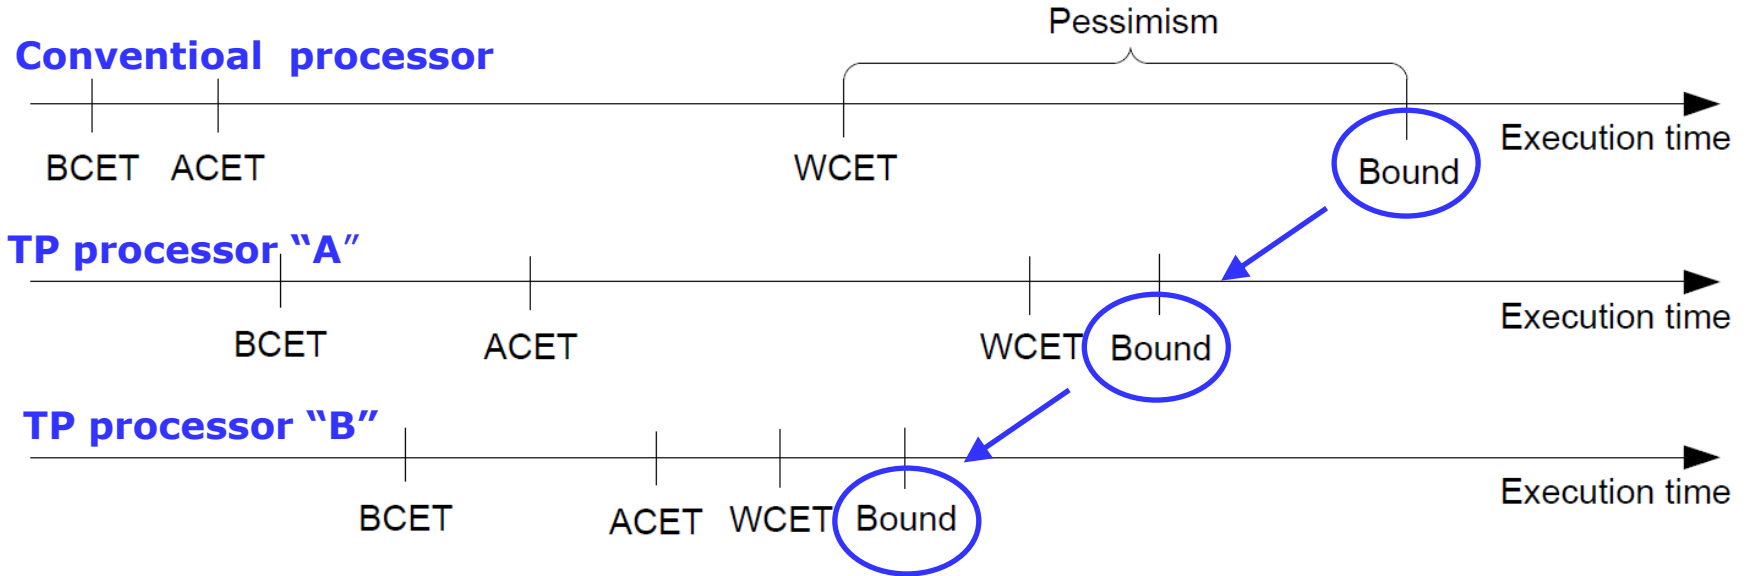 Pessimism
Conventioal processor
Execution time
BCET ACET WCET Bound
TP processor “A”
Execution time
BCET ACET WCET Bound
TP processor “B”
Execution time
BCET ACET WCET Bound